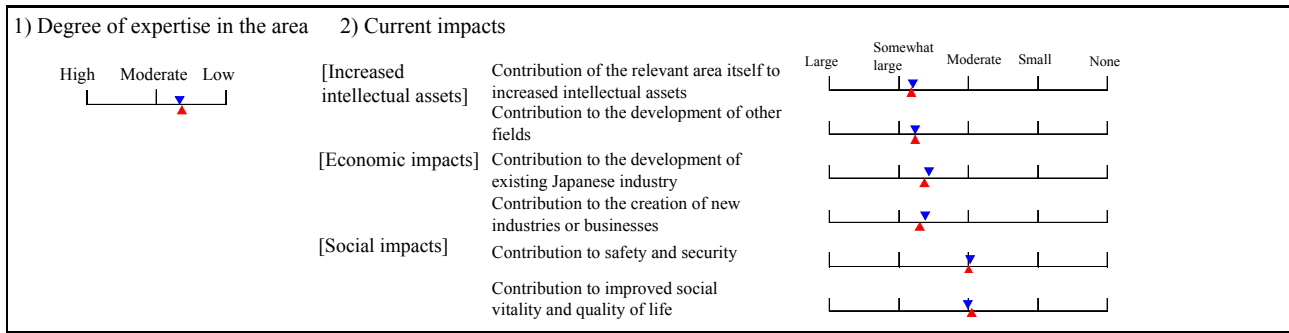 1) Degree of expertise in the area 2) Current impacts
High Moderate Low
Large Somewhat large Moderate Small None
[Increased intellectual assets]
Contribution of the relevant area itself to
increased intellectual assets
Contribution to the development of other
fields
[Economic impacts]
Contribution to the development of
existing Japanese industry
Contribution to the creation of new
industries or businesses
[Social impacts]
Contribution to safety and security
Contribution to improved social
vitality and quality of life